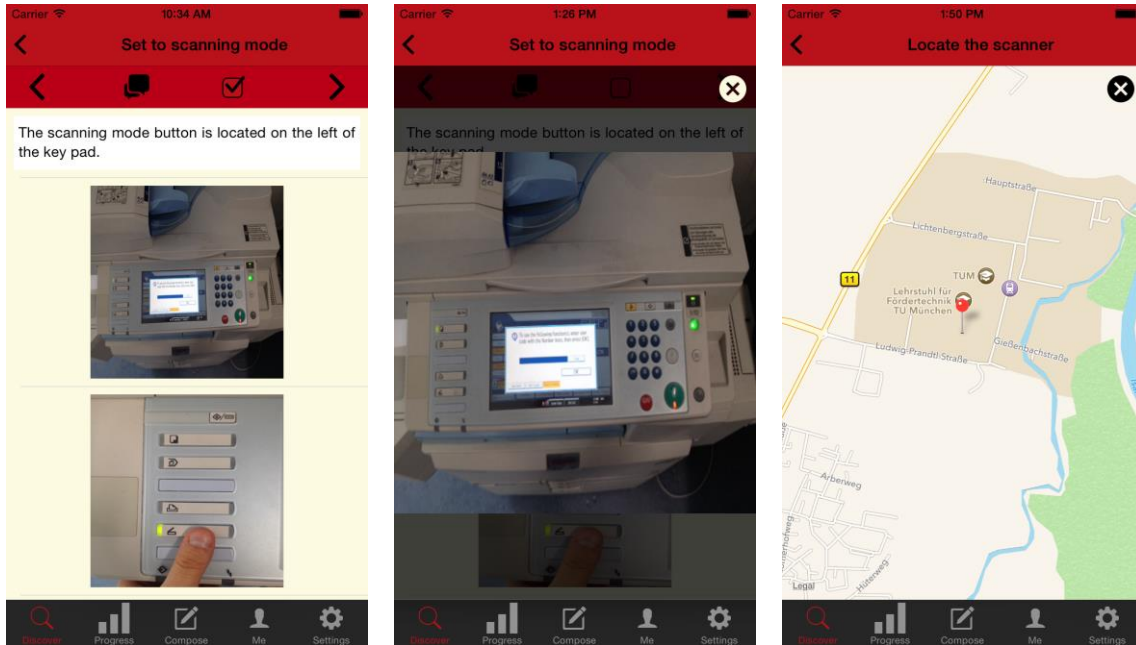 Carrier 10:34 AM
Set to scanning mode
The scanning mode button is located on the left of
the key pad.
Discover Progress Compose Me Settings
Carrier 1:26 PM
Set to scanning mode
The scanning mode button is located on the left of
the key pad.
Discover Progress Compose Me Settings
Carrier 1:50 PM
Locate the scanner
Hauptstraße
Lichtenbergstraße
TUM
11
Lehrstuhl für
Fördertechnik
TU München
Gießenbachstraße
Ludwig-Prandtl-Straße
Arberweg
Hüterweg
Legal
Discover Progress Compose Me Settings